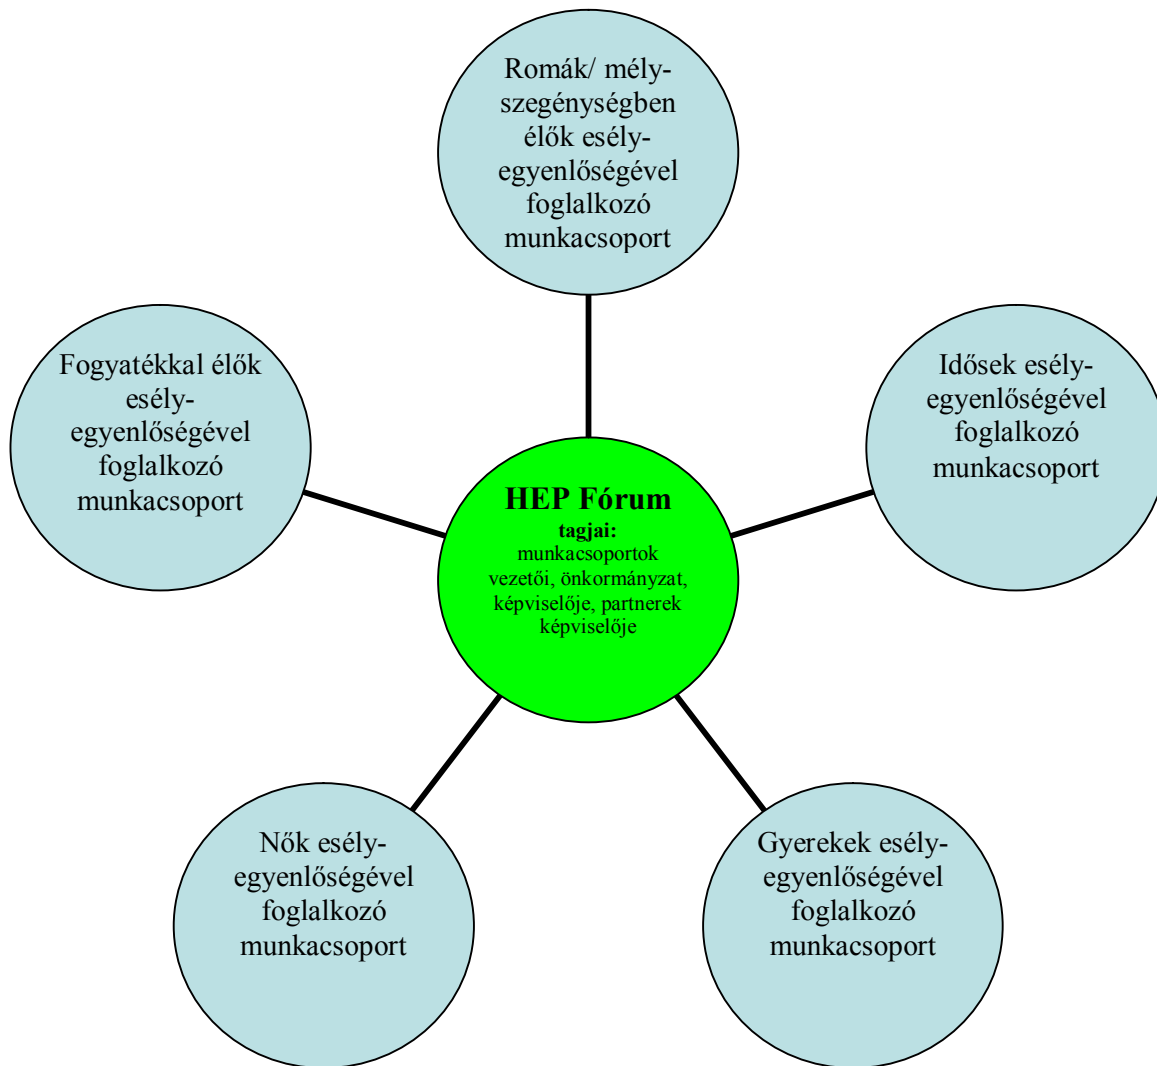 Romák/ mély-
szegénységben
élők esély-
egyenlőségével
foglalkozó
munkacsoport
Fogyatékkal élők
esély-
egyenlőségével
foglalkozó
munkacsoport
Idősek esély-
egyenlőségével
foglalkozó
munkacsoport
HEP Fórum
tagjai:
munkacsoportok
vezetői, önkormányzat,
képviselője, partnerek
képviselője
Nők esély-
egyenlőségével
foglalkozó
munkacsoport
Gyerekek esély-
egyenlőségével
foglalkozó
munkacsoport